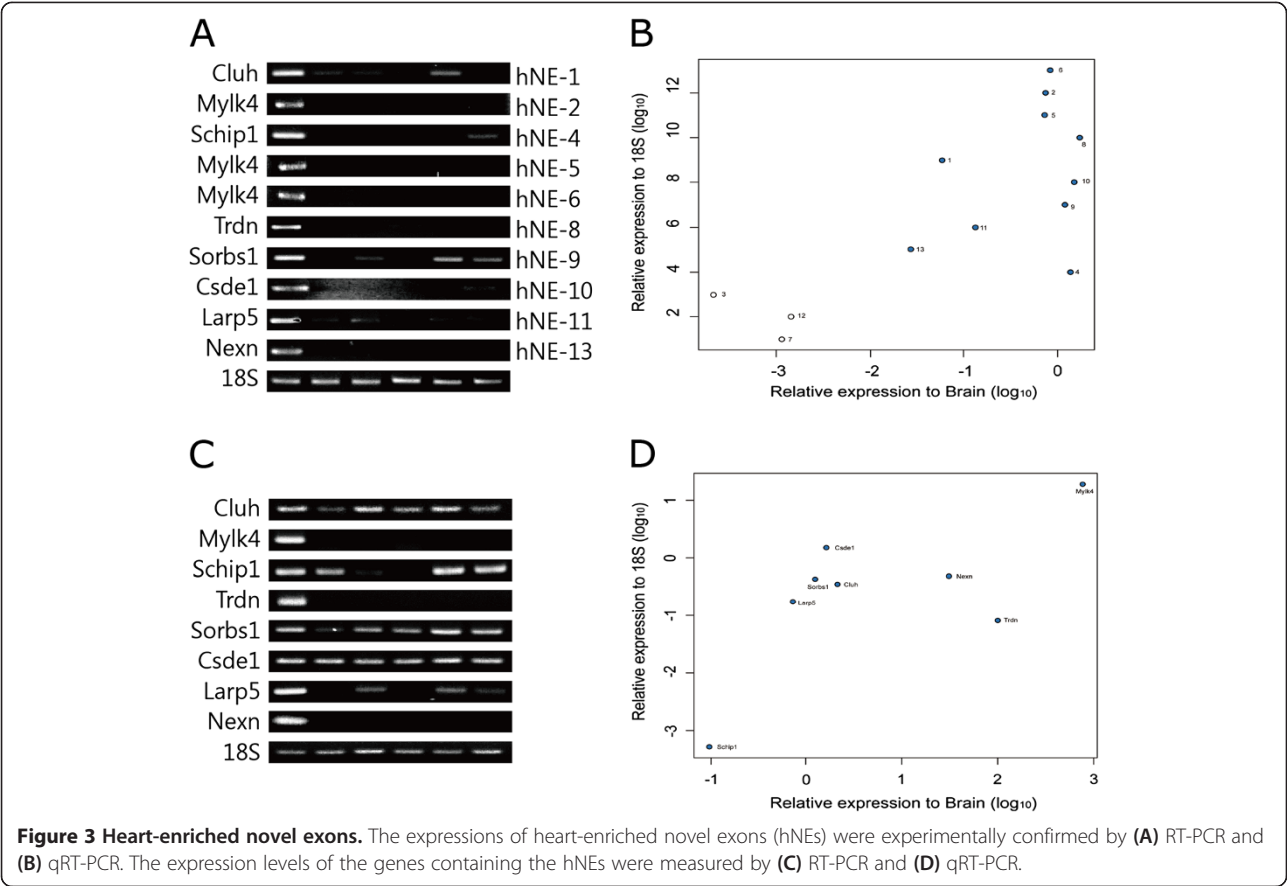 A
Cluh hNE-1
Mylk4 hNE-2
Schip1 hNE-4
Mylk4 hNE-5
Mylk4 hNE-6
Trdn hNE-8
Sorbs1 hNE-9
Csde1 hNE-10
Larp5 hNE-11
Nexn hNE-13
18S
B
Relative expression to 18S (log10)
12
10
8
6
4
2
6
2
5
8
1
10
9
11
13
4
3
12
7
-3 -2 -1 0
Relative expression to Brain (log10)
C
Cluh
Mylk4
Schip1
Trdn
Sorbs1
Csde1
Larp5
Nexn
18S
D
Relative expression to 18S (log10)
1
0
-1
-2
-3
Mylk4
Csde1
Sorbs1
Cluh
Nexn
Larp5
Trdn
Schip1
-1 0 1 2 3
Relative expression to Brain (log10)
Figure 3 Heart-enriched novel exons. The expressions of heart-enriched novel exons (hNEs) were experimentally confirmed by (A) RT-PCR and
(B) qRT-PCR. The expression levels of the genes containing the hNEs were measured by (C) RT-PCR and (D) qRT-PCR.